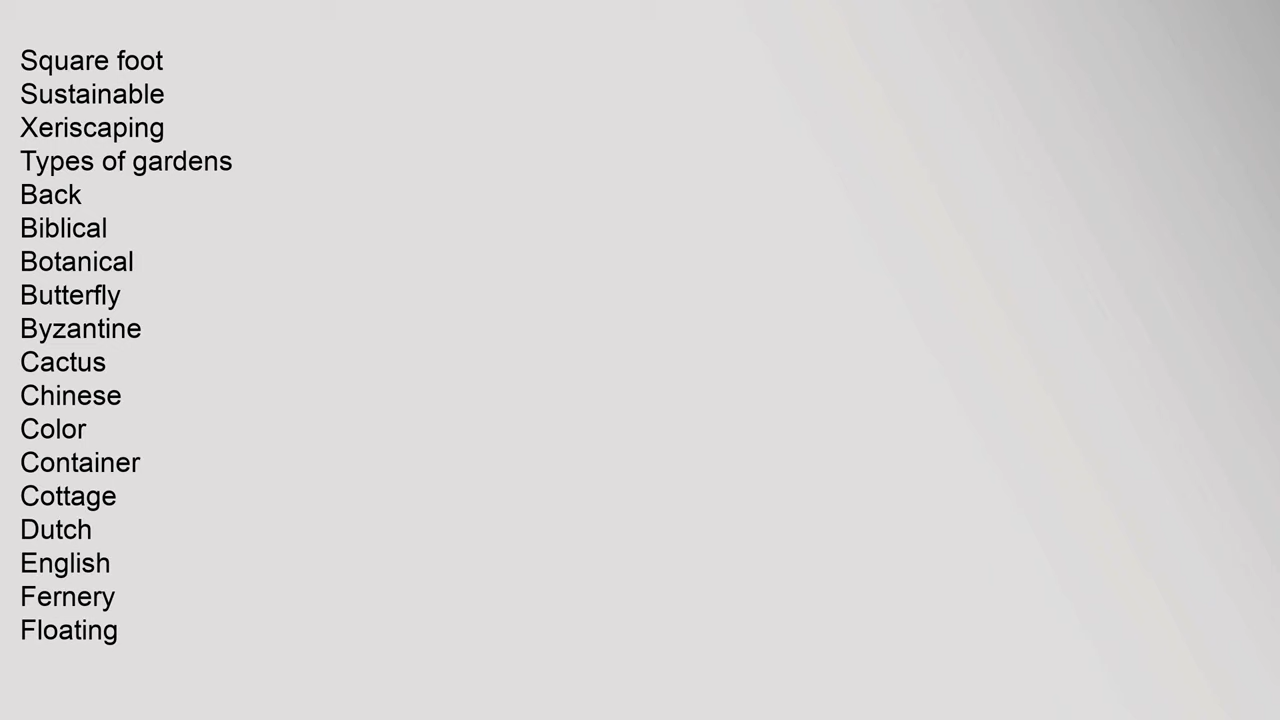 Square foot
Sustainable
Xeriscaping
Types of gardens
Back
Biblical
Botanical
Butterfly
Byzantine
Cactus
Chinese
Color
Container
Cottage
Dutch
English
Fernery
Floating